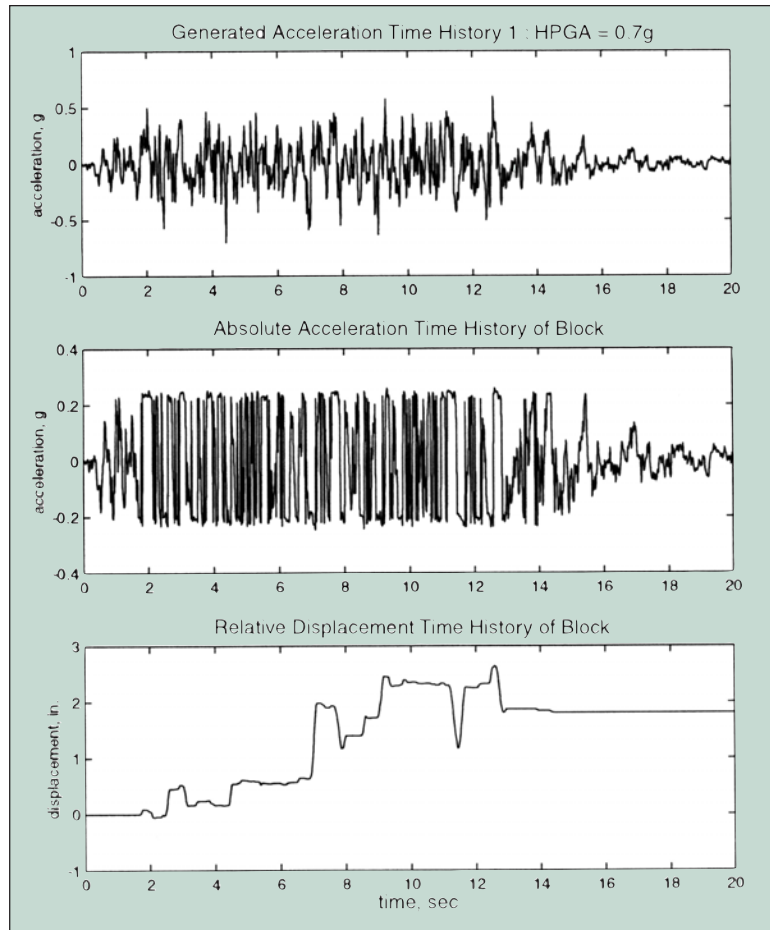 Generated Acceleration Time History 1 : HPGA = 0.7g
1
0.5
0
-0.5
-1
acceleration, g
0 2 4 6 8 10 12 14 16 18 20
Absolute Acceleration Time History of Block
0.4
0.2
0
-0.2
-0.4
acceleration, g
0 2 4 6 8 10 12 14 16 18 20
Relative Displacement Time History of Block
3
2
1
0
-1
displacement, in.
0 2 4 6 8 10 12 14 16 18 20
time, sec